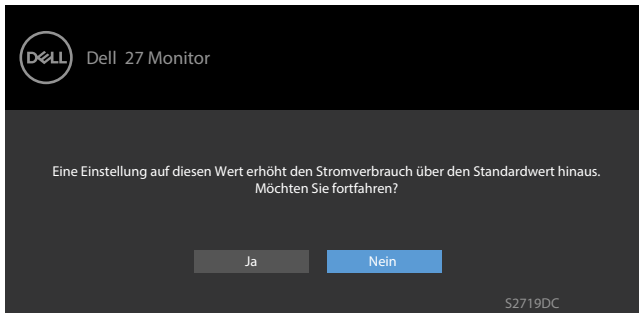 DELL Dell 27 Monitor
Eine Einstellung auf diesen Wert erhöht den Stromverbrauch über den Standardwert hinaus.
Möchten Sie fortfahren?
Ja Nein
S2719DC